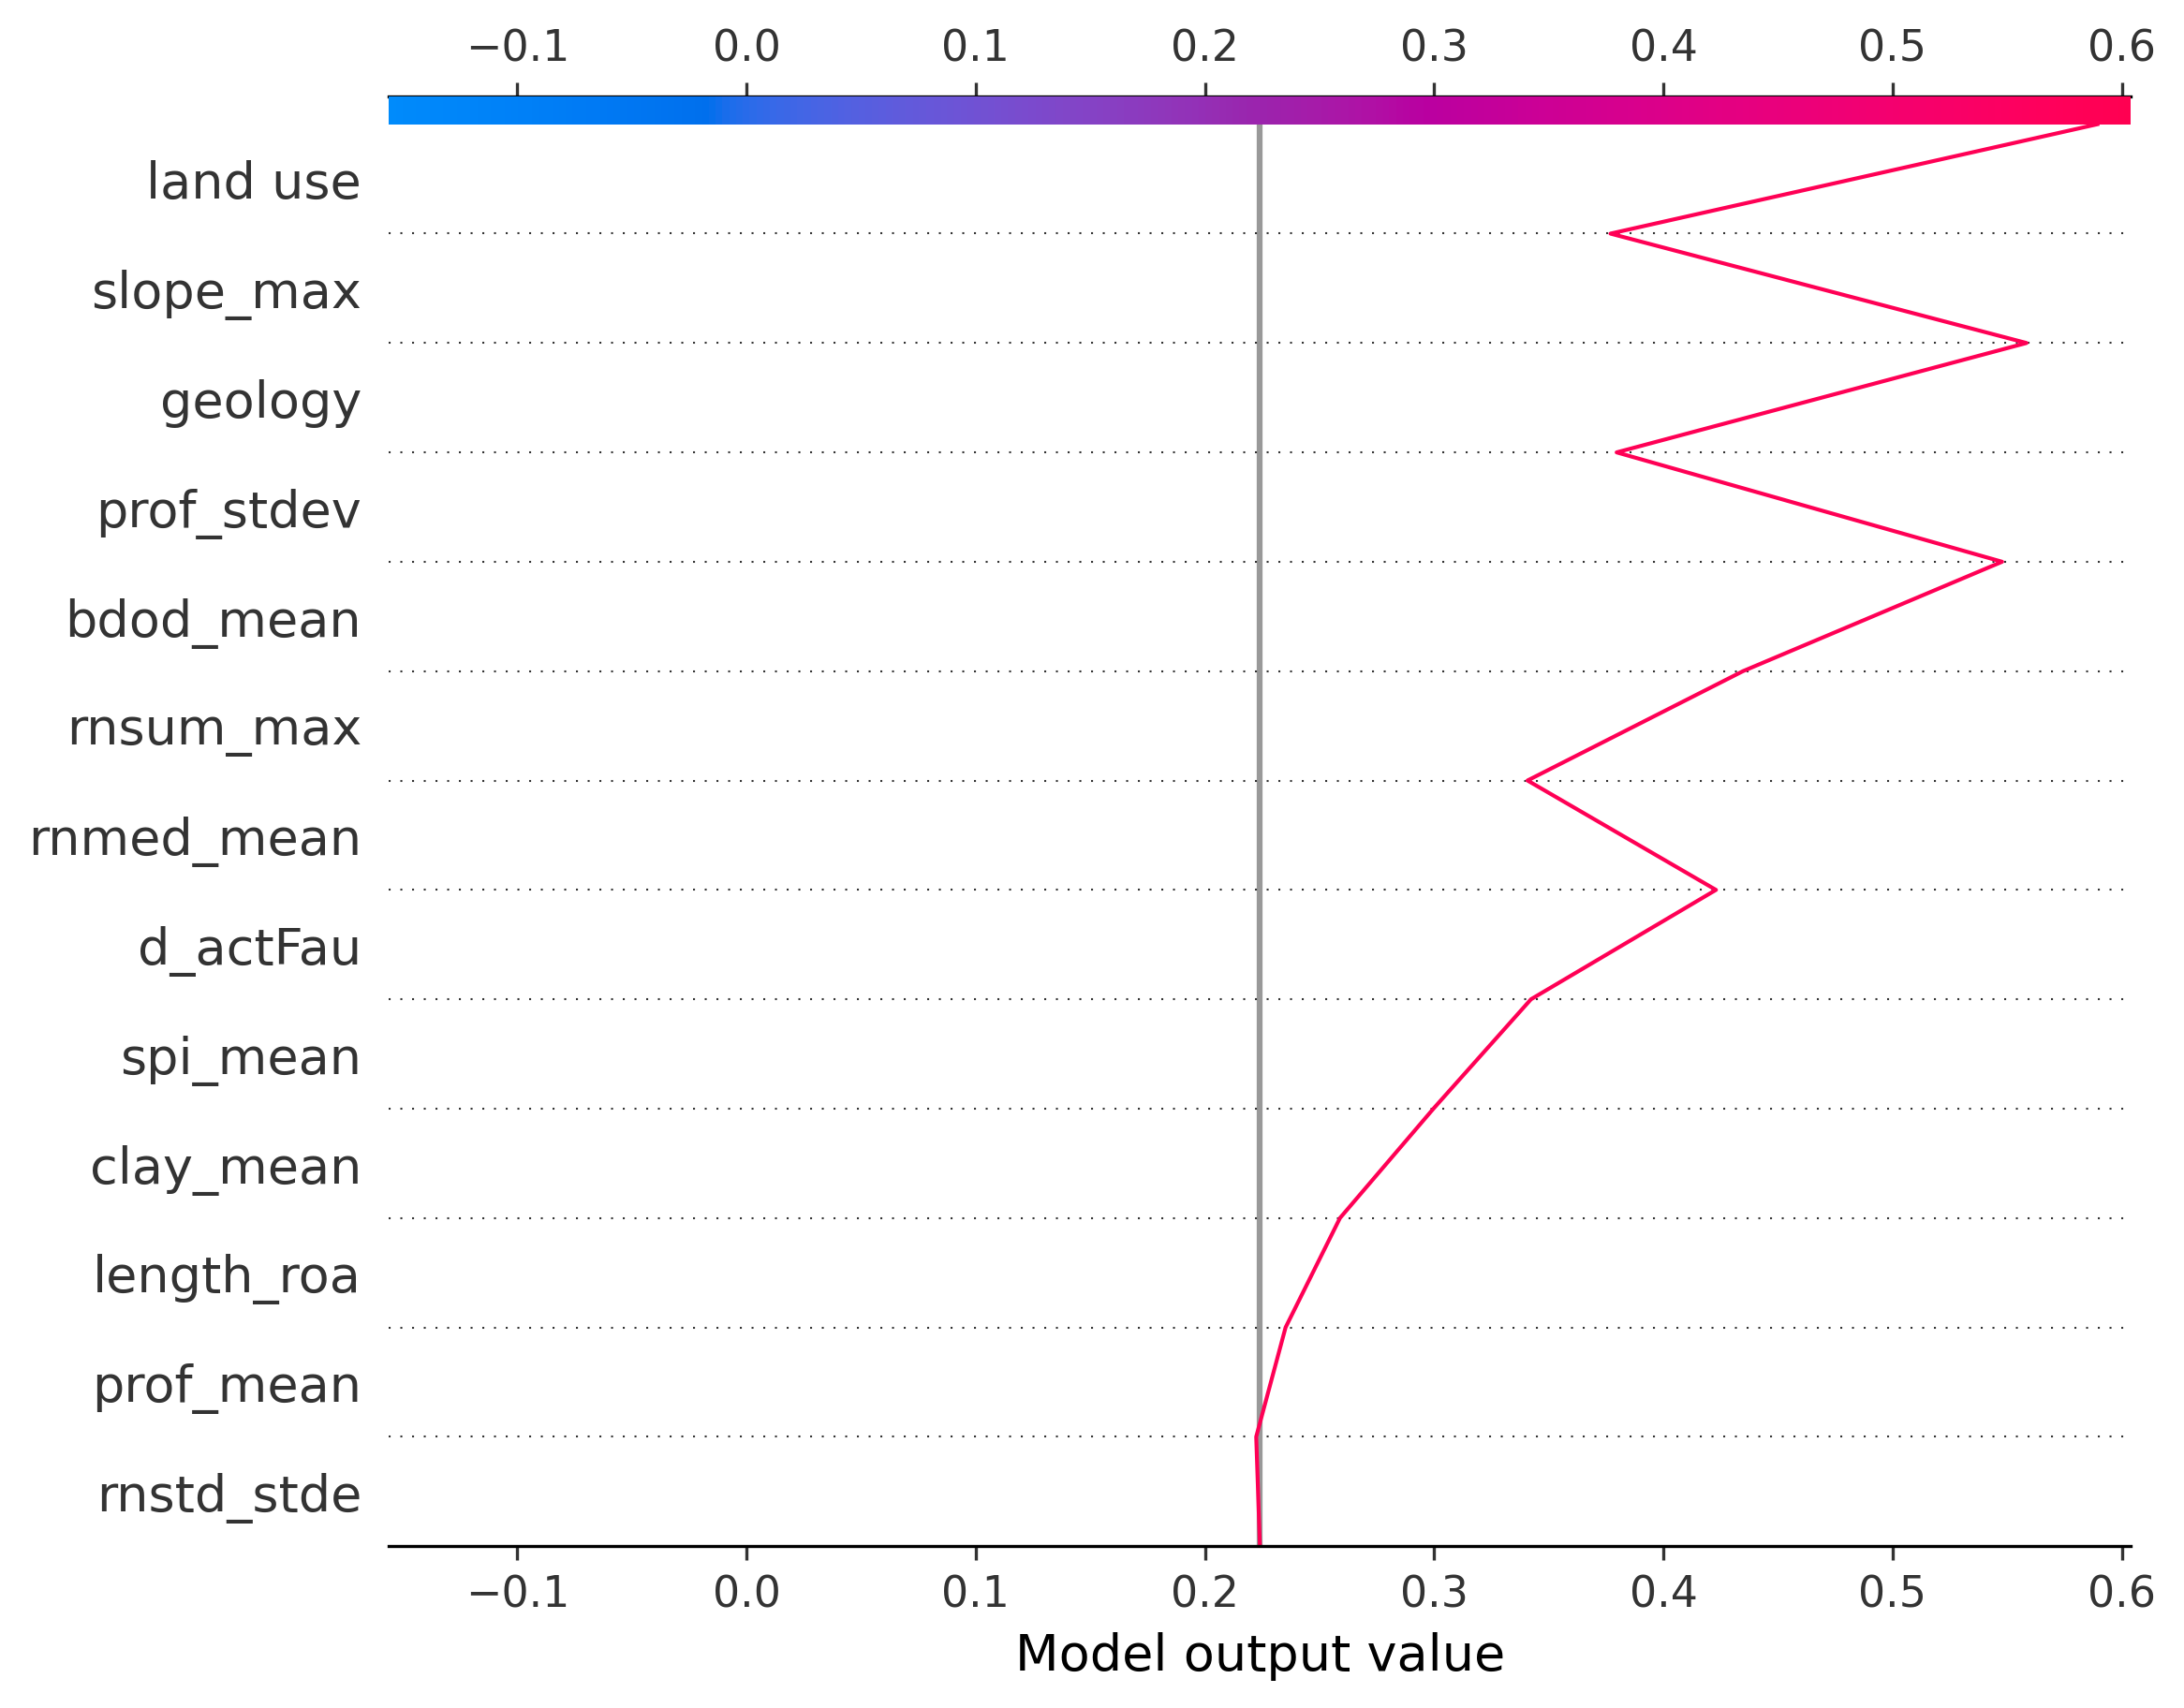 −0.1 0.0 0.1 0.2 0.3 0.4 0.5 0.6
land use
slope_max
geology
prof_stdev
bdod_mean
rnsum_max
rnmed_mean
d_actFau
spi_mean
clay_mean
length_roa
prof_mean
rnstd_stde
−0.1 0.0 0.1 0.2 0.3 0.4 0.5 0.6
Model output value